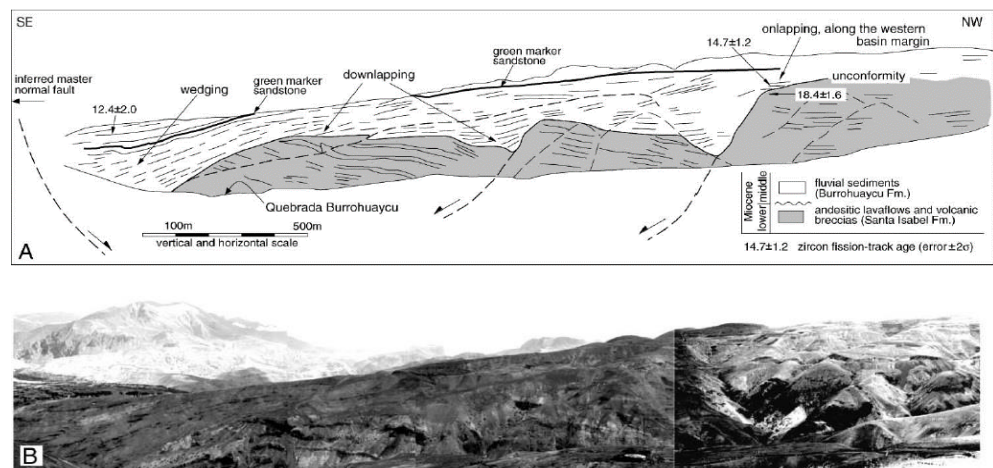 SE
NW
onlapping, along the western
basin margin
14.7±1.2
green marker
sandstone
unconformity
inferred master
normal fault
downlapping
green marker
sandstone
wedging
12.4±2.0
18.4±1.6
Quebrada Burrohuaycu
100m 500m
vertical and horizontal scale
A
Miocene
lower middle
fluvial sediments
(Burrohuaycu Fm.)
andesitic lavaflows and volcanic
breccias (Santa Isabel Fm.)
14.7±1.2 zircon fission-track age (error±2σ)
B